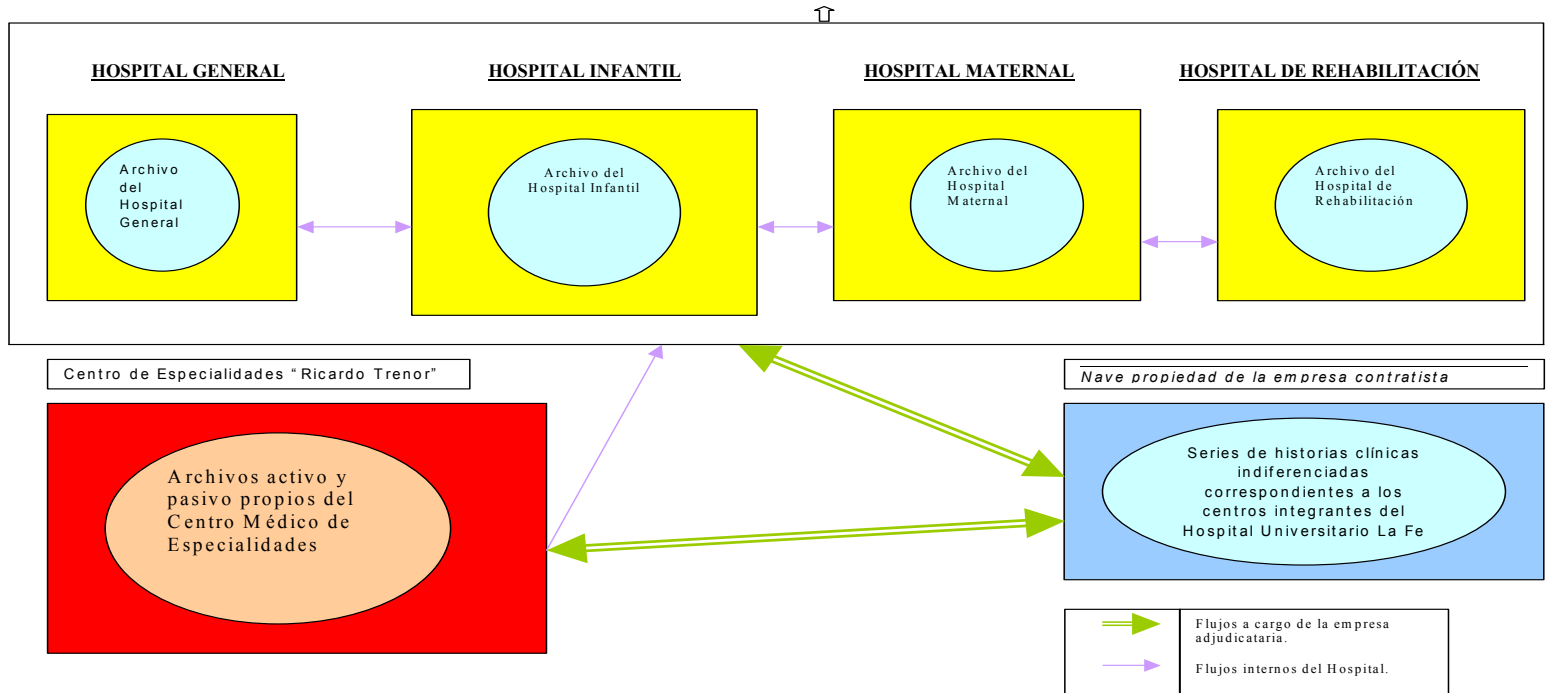 HOSPITAL GENERAL
HOSPITAL INFANTIL
HOSPITAL MATERNAL
HOSPITAL DE REHABILITACIÓN
Archivo
del
Hospital
General
Archivo del
Hospital Infantil
Archivo del
Hospital
Maternal
Archivo del
Hospital de
Rehabilitación
Centro de Especialidades “Ricardo Trenor”
Nave propiedad de la empresa contratista
Archivos activo y
pasivo propios del
Centro Médico de
Especialidades
Series de historias clínicas
indiferenciadas
correspondientes a los
centros integrantes del
Hospital Universitario La Fe
Flujos a cargo de la empresa
adjudicataria.
Flujos internos del Hospital.